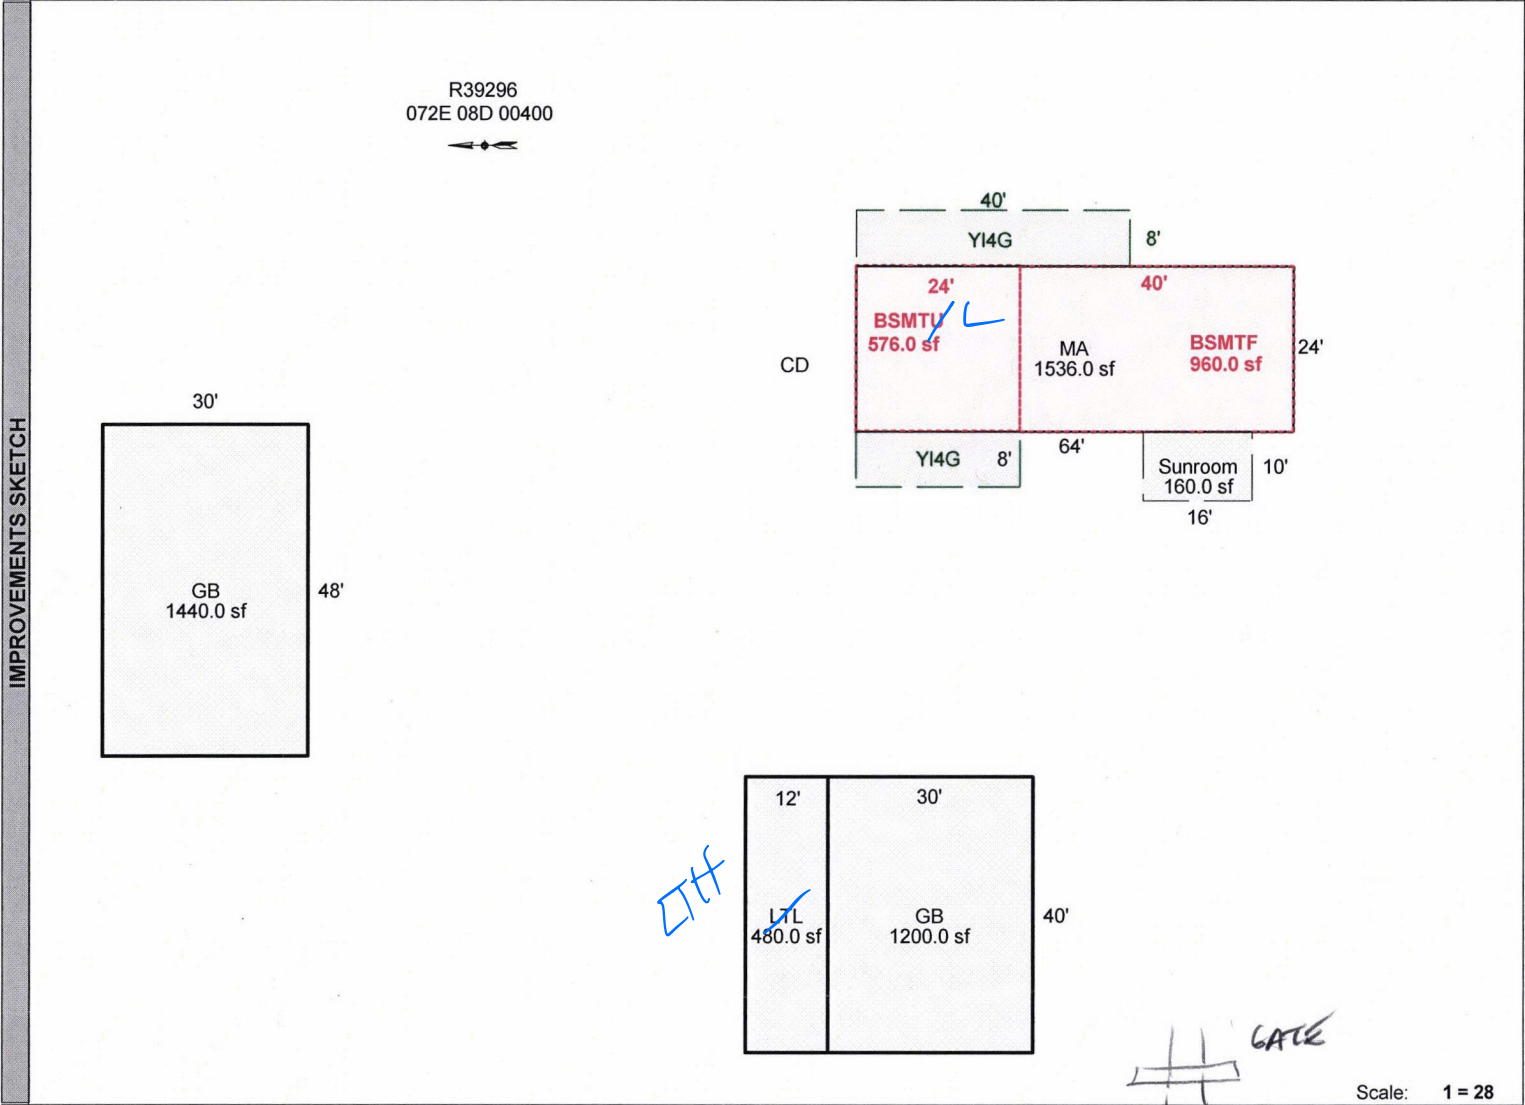 IMPROVEMENTS SKETCH
R39296
072E 08D 00400
40'
YI4G
8'
24'
40'
BSMTU
576.0 sf
L
MA
1536.0 sf
BSMTF
960.0 sf
24'
CD
YI4G
8'
64'
Sunroom
160.0 sf
10'
16'
30'
GB
1440.0 sf
48'
12'
30'
LTL
480.0 sf
GB
1200.0 sf
40'
GATE
Scale: 1 = 28